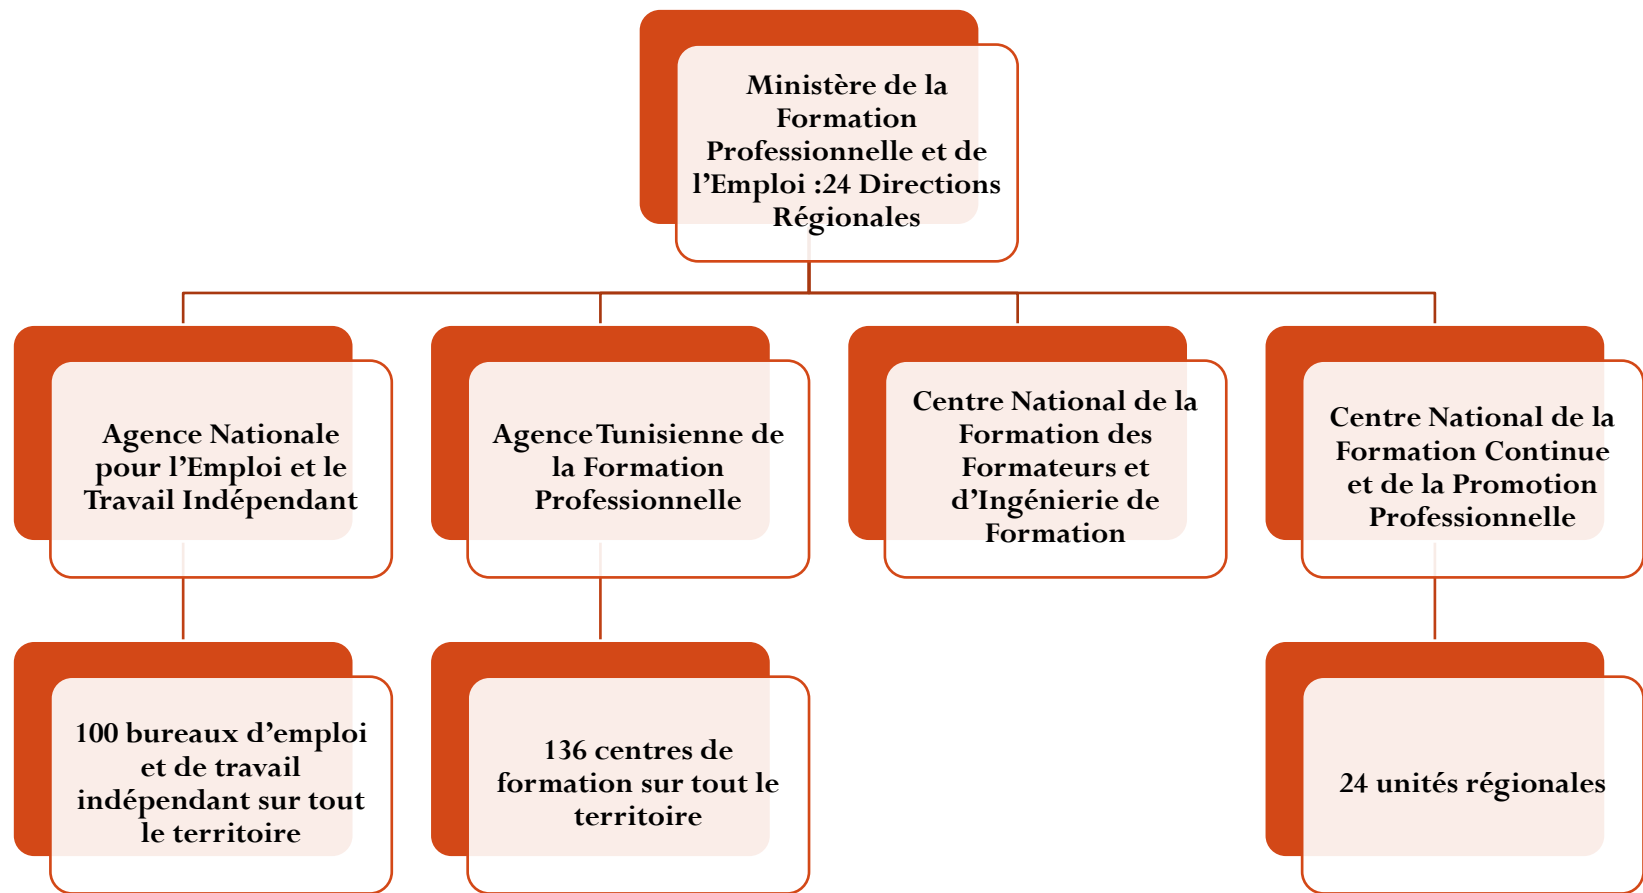 Ministère de la
Formation
Professionnelle et de
l’Emploi :24 Directions
Régionales
Agence Nationale
pour l’Emploi et le
Travail Indépendant
Agence Tunisienne de
la Formation
Professionnelle
Centre National de la
Formation des
Formateurs et
d’Ingénierie de
Formation
Centre National de la
Formation Continue
et de la Promotion
Professionnelle
100 bureaux d’emploi
et de travail
indépendant sur tout
le territoire
136 centres de
formation sur tout le
territoire
24 unités régionales